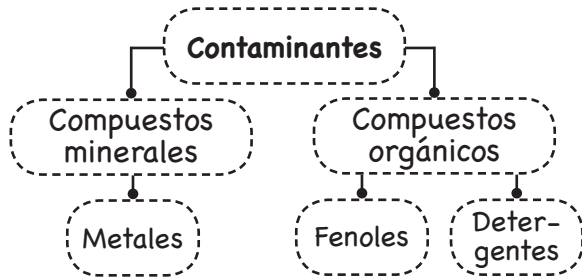 Contaminantes
Compuestos
minerales
Compuestos
orgánicos
Metales
Fenoles
Deter-
gentes